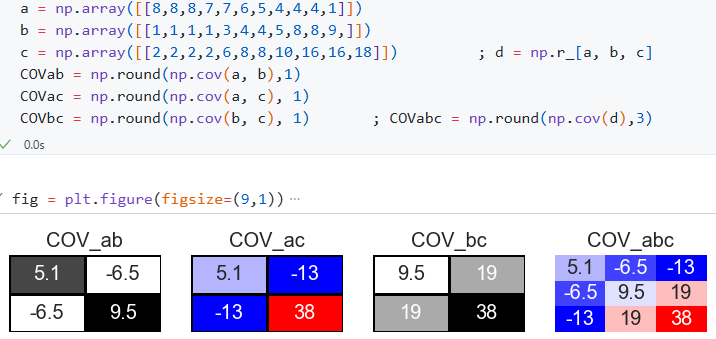 a = np.array([[8,8,8,7,7,6,5,4,4,4,1]])
b = np.array([[1,1,1,1,3,4,4,5,8,8,9,]])
c = np.array([[2,2,2,2,6,8,8,10,16,16,18]]) ; d = np.r_[a, b, c]
COVab = np.round(np.cov(a, b),1)
COVac = np.round(np.cov(a, c), 1)
COVbc = np.round(np.cov(b, c), 1) ; COVabc = np.round(np.cov(d),3)
0.0s
fig = plt.figure(figsize=(9,1)) ···
COV_ab COV_ac COV_bc COV_abc
5.1 -6.5 5.1 -13 9.5 19 5.1 -6.5 -13
-6.5 9.5 19
-6.5 9.5 -13 38 19 38 -13 19 38